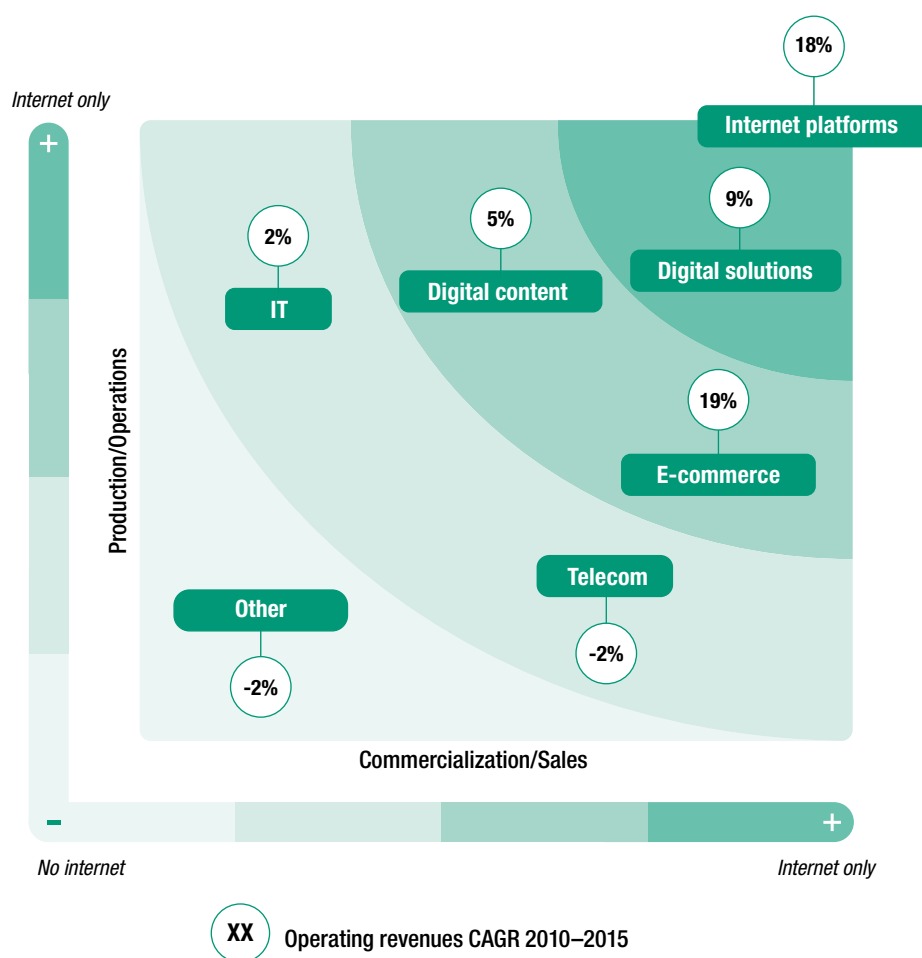 18%
Internet only
Internet platforms
+
9%
5%
2%
Digital solutions
Digital content
IT
Production/Operations
19%
E-commerce
Telecom
Other
-2%
-2%
Commercialization/Sales
-
+
No internet
Internet only
XX
Operating revenues CAGR 2010–2015